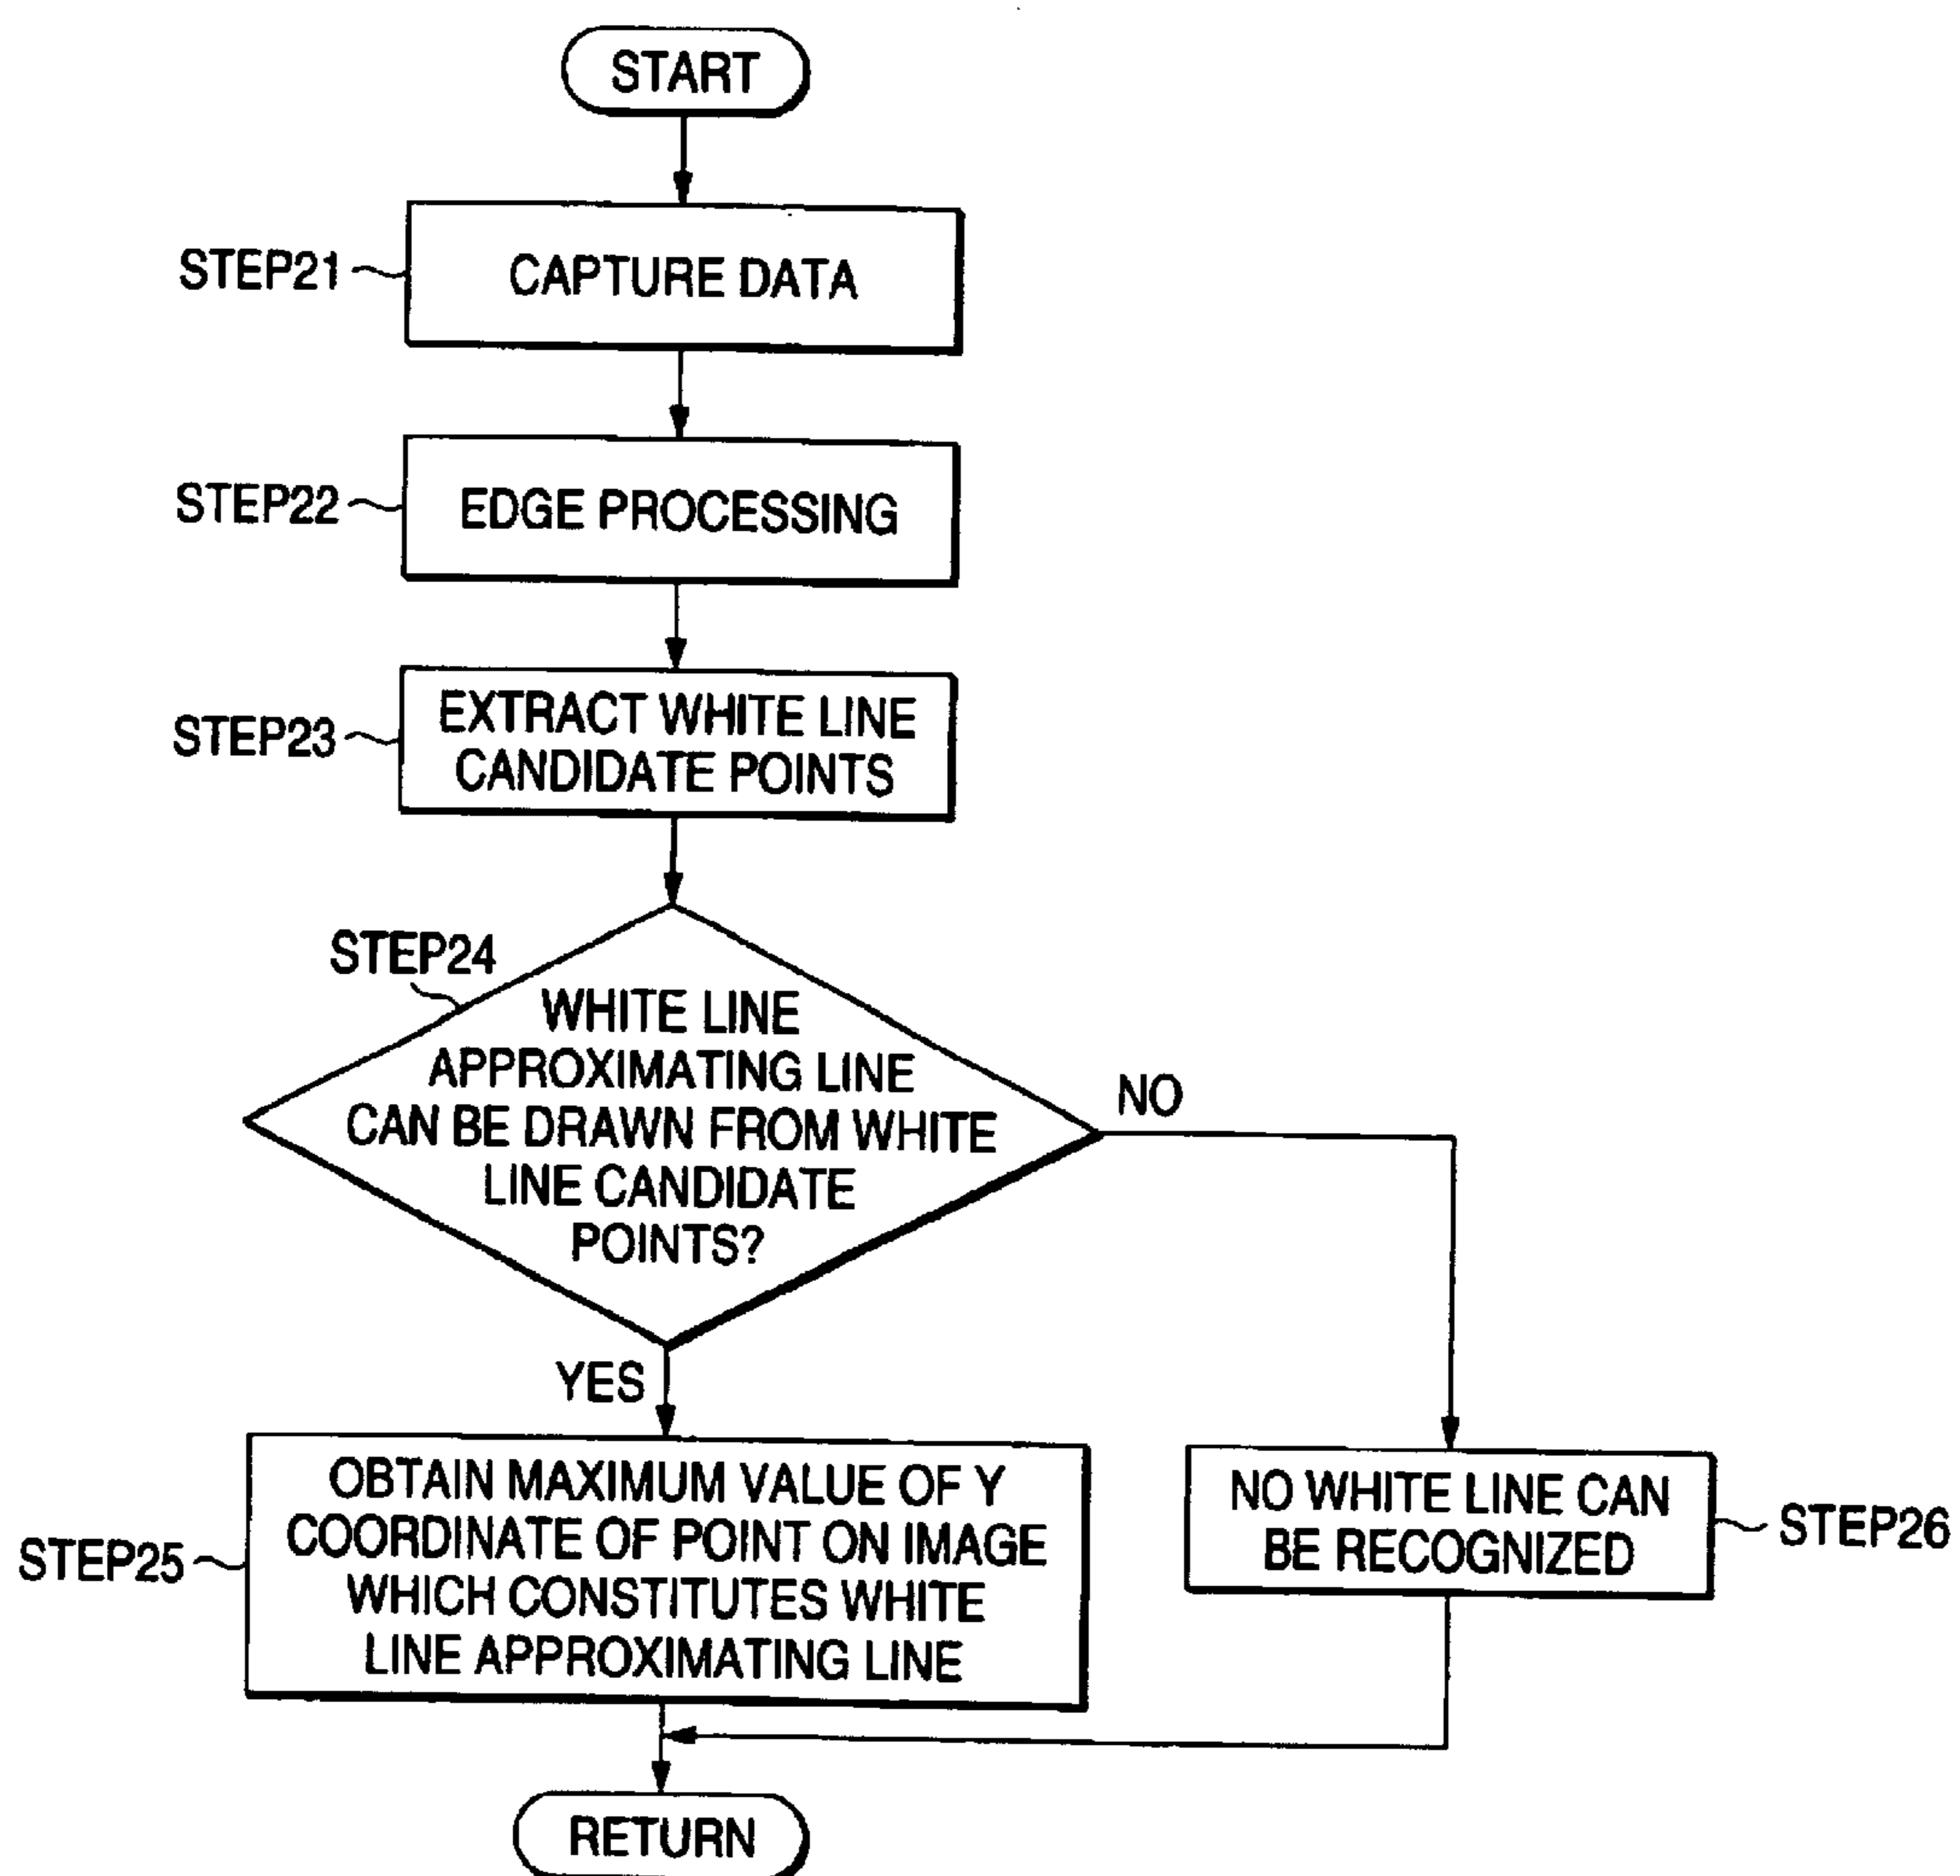 START
STEP21
CAPTURE DATA
STEP22
EDGE PROCESSING
STEP23
EXTRACT WHITE LINE
CANDIDATE POINTS
STEP24
WHITE LINE
APPROXIMATING LINE
CAN BE DRAWN FROM WHITE
LINE CANDIDATE
POINTS?
NO
YES
STEP25
OBTAIN MAXIMUM VALUE OF Y
COORDINATE OF POINT ON IMAGE
WHICH CONSTITUTES WHITE
LINE APPROXIMATING LINE
NO WHITE LINE CAN
BE RECOGNIZED
STEP26
RETURN